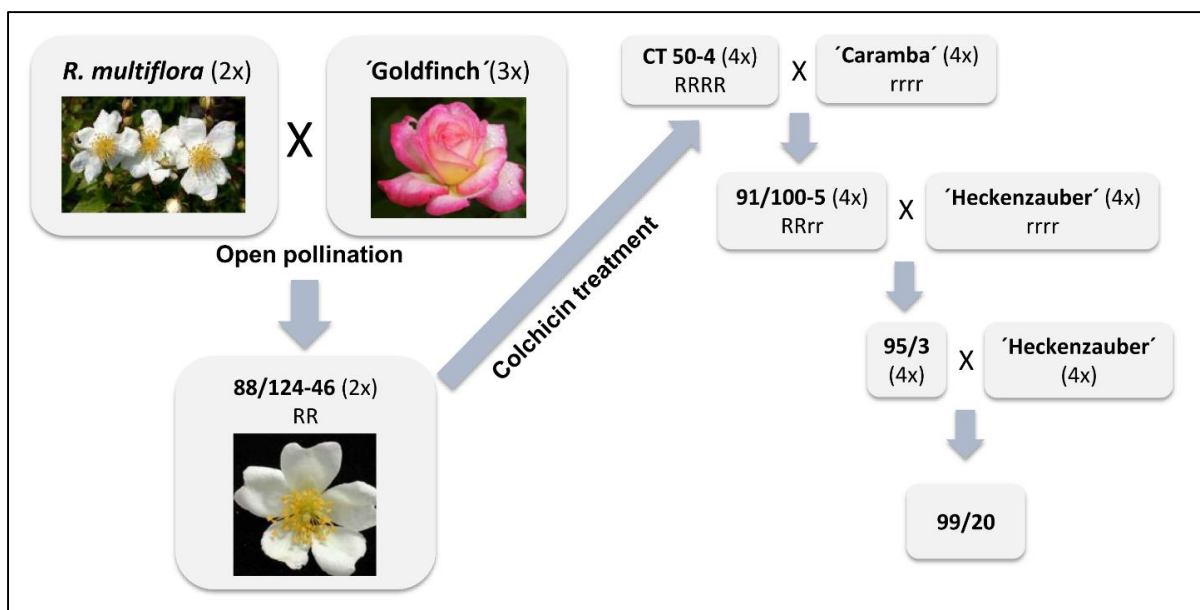 R. multiflora (2x)
X
´Goldfinch´(3x)
Open pollination
88/124-46 (2x)
RR
Colchicin treatment
CT 50-4 (4x)
RRRR
X
´Caramba´ (4x)
rrrr
91/100-5 (4x)
RRrr
X
´Heckenzauber´ (4x)
rrrr
95/3
(4x)
X
´Heckenzauber´
(4x)
99/20